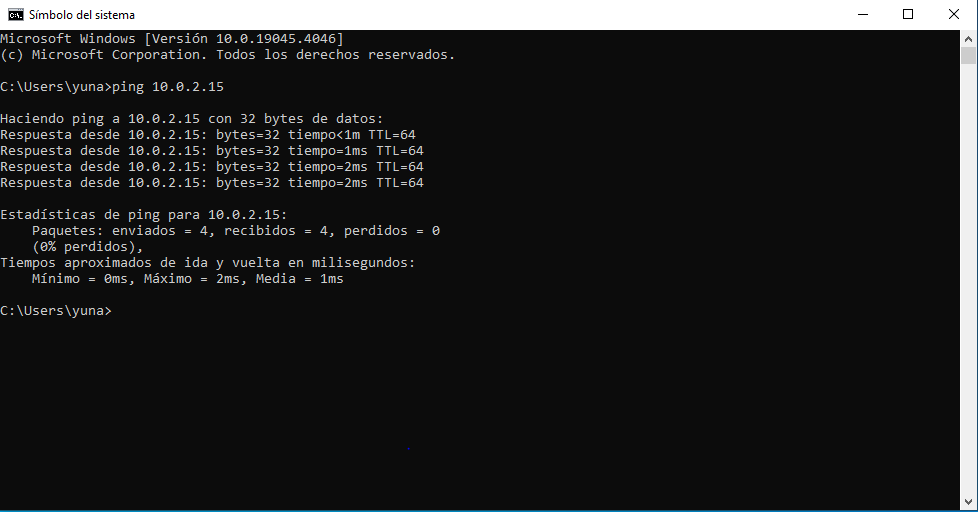 Símbolo del sistema
Microsoft Windows [Versión 10.0.19045.4046]
(c) Microsoft Corporation. Todos los derechos reservados.
C:\Users\yuna>ping 10.0.2.15
Haciendo ping a 10.0.2.15 con 32 bytes de datos:
Respuesta desde 10.0.2.15: bytes=32 tiempo<1m TTL=64
Respuesta desde 10.0.2.15: bytes=32 tiempo=1ms TTL=64
Respuesta desde 10.0.2.15: bytes=32 tiempo=2ms TTL=64
Respuesta desde 10.0.2.15: bytes=32 tiempo=2ms TTL=64
Estadísticas de ping para 10.0.2.15:
Paquetes: enviados = 4, recibidos = 4, perdidos = 0
(0% perdidos),
Tiempos aproximados de ida y vuelta en milisegundos:
Mínimo = 0ms, Máximo = 2ms, Media = 1ms
C:\Users\yuna>